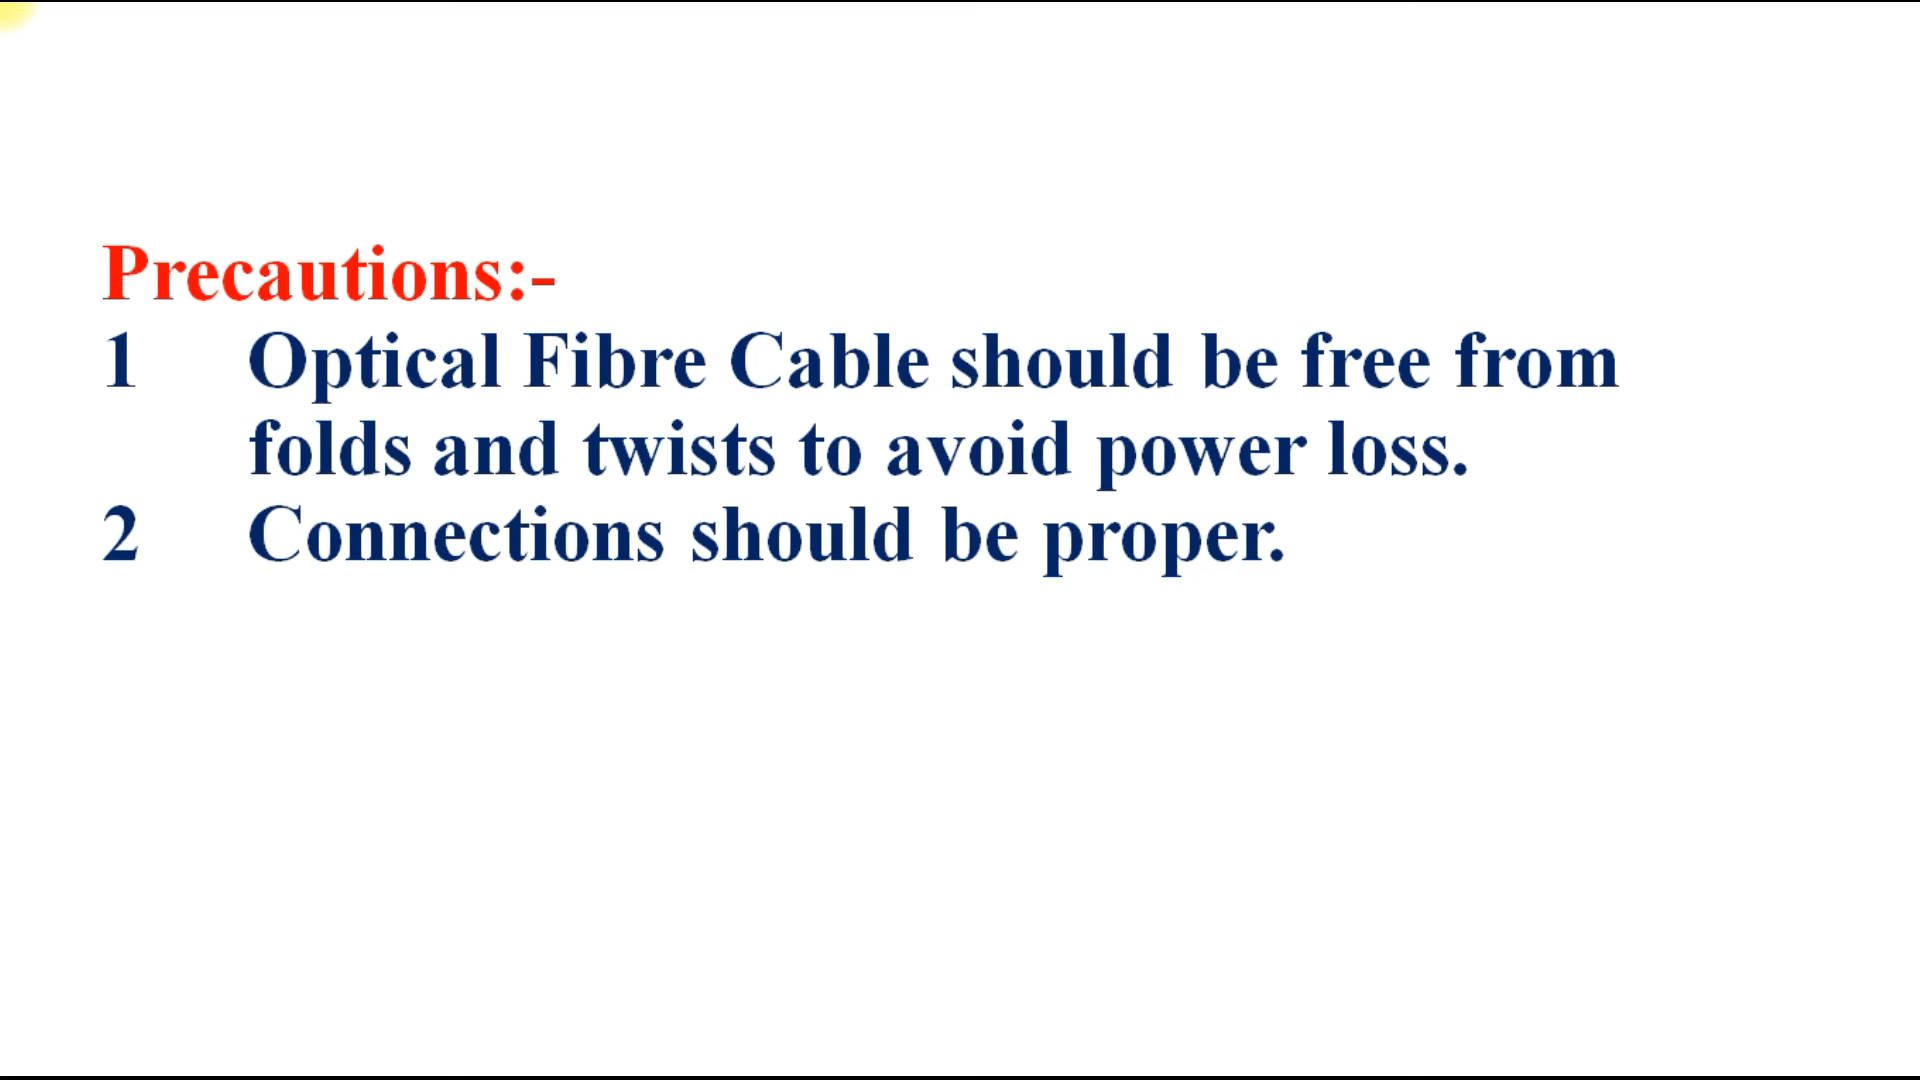 Precautions:-
1 Optical Fibre Cable should be free from
folds and twists to avoid power loss.
2 Connections should be proper.